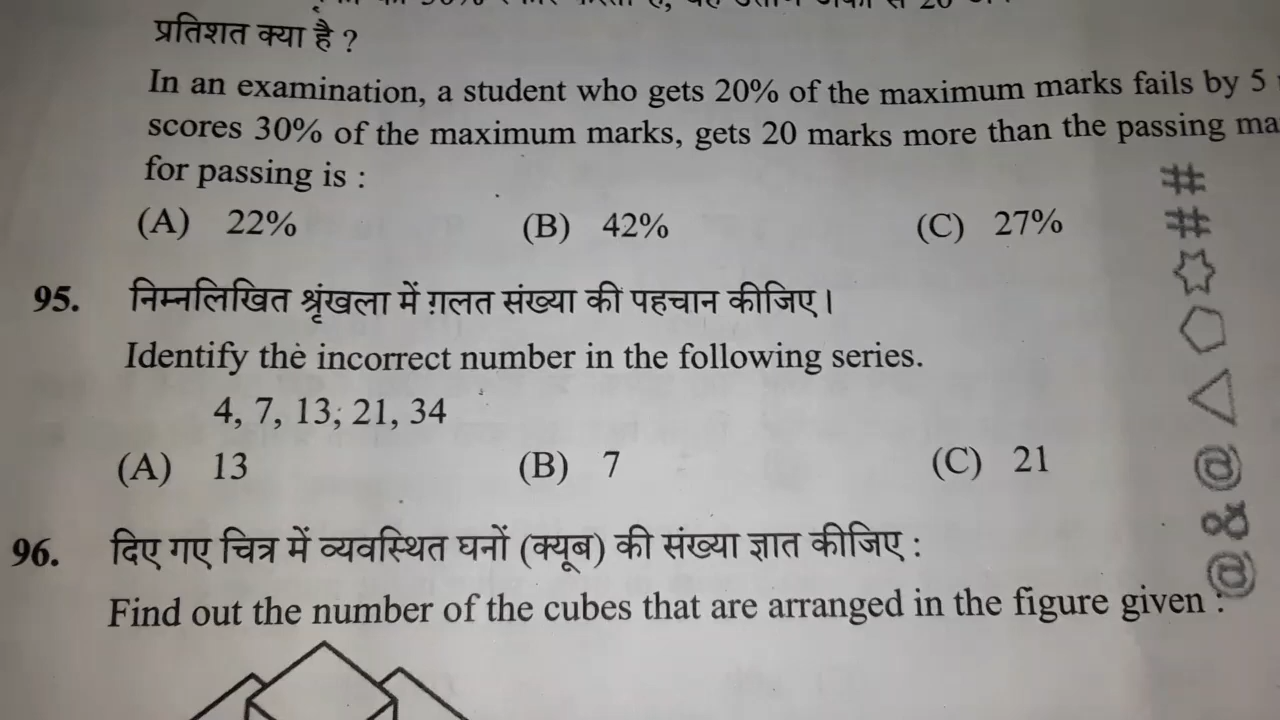 प्रतिशत क्या है ?
In an examination, a student who gets 20% of the maximum marks fails by 5
scores 30% of the maximum marks, gets 20 marks more than the passing ma
for passing is :
(A) 22% (B) 42% (C) 27%
95. निम्नलिखित श्रृंखला में ग़लत संख्या की पहचान कीजिए।
Identify the incorrect number in the following series.
4, 7, 13, 21, 34
(A) 13 (B) 7 (C) 21
96. दिए गए चित्र में व्यवस्थित घनों (क्यूब) की संख्या ज्ञात कीजिए :
Find out the number of the cubes that are arranged in the figure given :